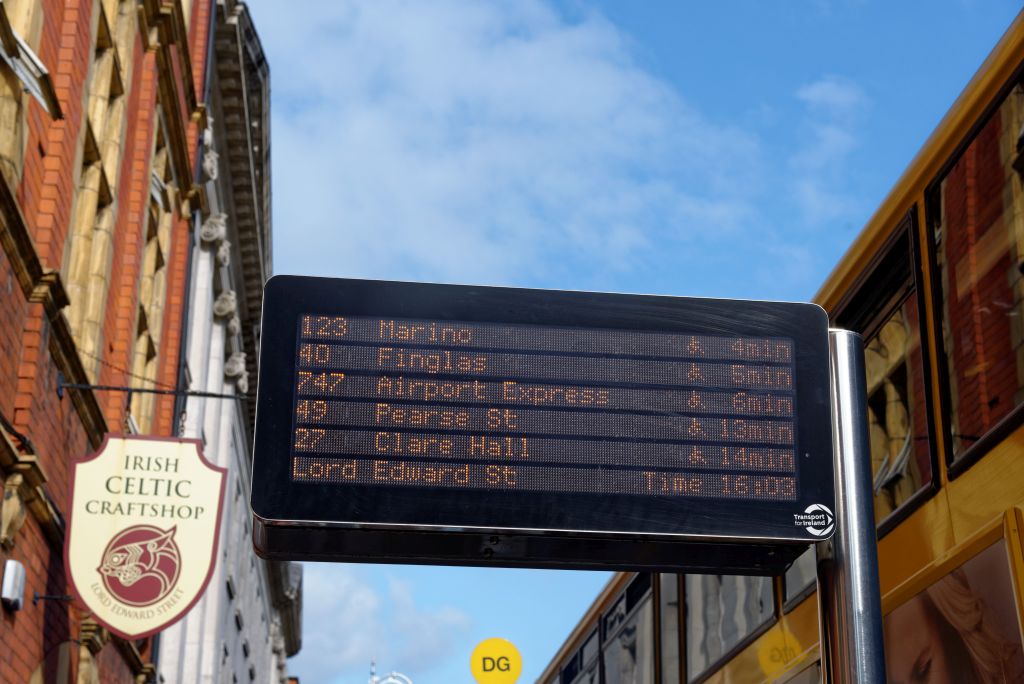 123 Marino 4min
40 Finglas 5min
747 Airport Express 6min
49 Pearse St 13min
27 Clare Hall 14min
Lord Edward St Time 16:03
Transport
for Ireland
IRISH
CELTIC
CRAFTSHOP
LORD EDWARD STREET
DG